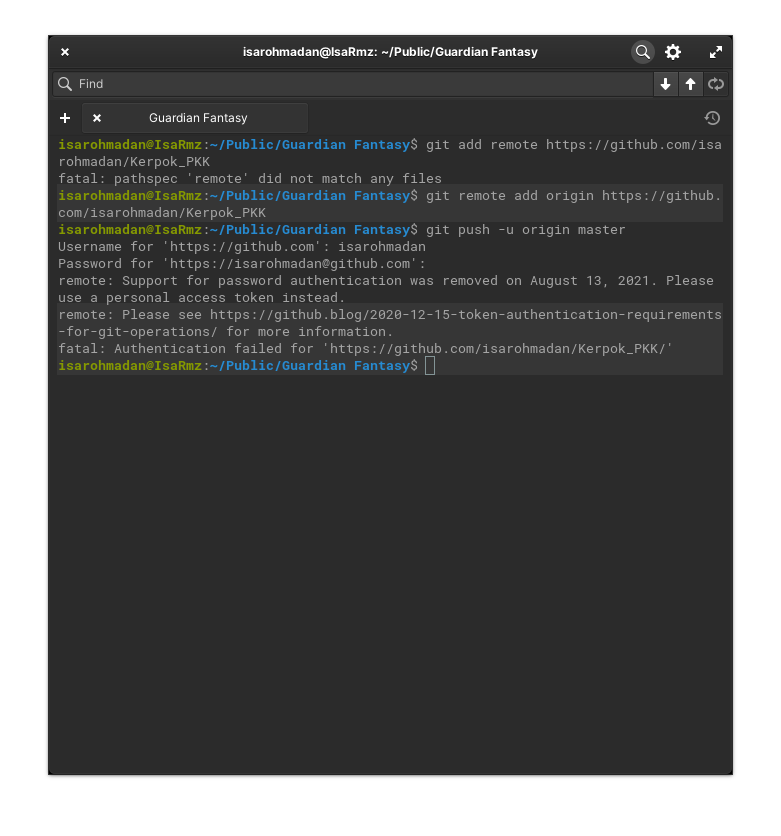 isarohmadan@IsaRmz: ~/Public/Guardian Fantasy
Find
Guardian Fantasy
isarohmadan@IsaRmz:~/Public/Guardian Fantasy$ git add remote https://github.com/isa
rohmadan/Kerpok_PKK
fatal: pathspec 'remote' did not match any files
isarohmadan@IsaRmz:~/Public/Guardian Fantasy$ git remote add origin https://github.
com/isarohmadan/Kerpok_PKK
isarohmadan@IsaRmz:~/Public/Guardian Fantasy$ git push -u origin master
Username for 'https://github.com': isarohmadan
Password for 'https://isarohmadan@github.com':
remote: Support for password authentication was removed on August 13, 2021. Please
use a personal access token instead.
remote: Please see https://github.blog/2020-12-15-token-authentication-requirements
-for-git-operations/ for more information.
fatal: Authentication failed for 'https://github.com/isarohmadan/Kerpok_PKK/'
isarohmadan@IsaRmz:~/Public/Guardian Fantasy$